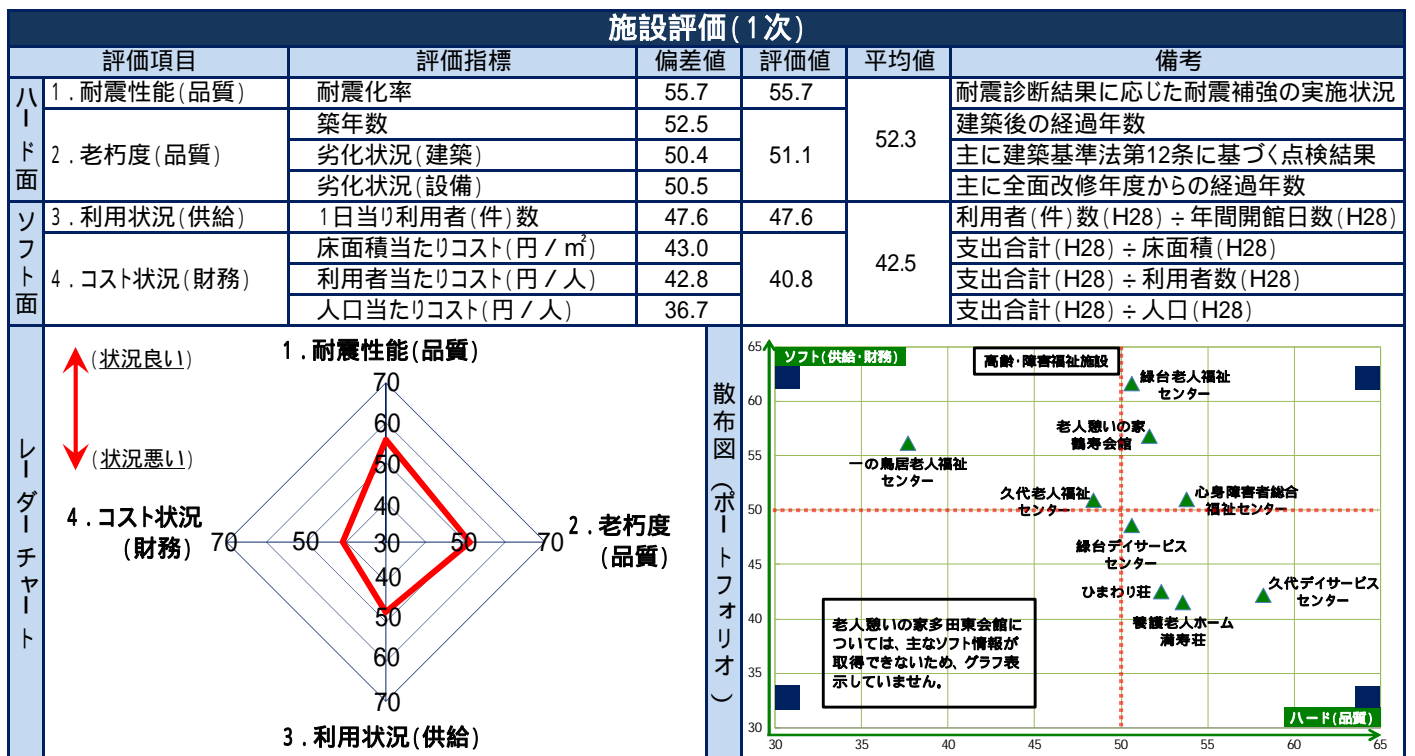 施設評価(1次)
評価項目 評価指標 偏差値 評価値 平均値 備考
ハード面
1．耐震性能(品質) 耐震化率 55.7 55.7 52.3 耐震診断結果に応じた耐震補強の実施状況
2．老朽度(品質) 築年数 52.5 51.1 建築後の経過年数
劣化状況(建築) 50.4 主に建築基準法第12条に基づく点検結果
劣化状況(設備) 50.5 主に全面改修年度からの経過年数
ソフト面
3．利用状況(供給) 1日当り利用者(件)数 47.6 47.6 42.5 利用者(件)数(H28)÷年間開館日数(H28)
4．コスト状況(財務) 床面積当たりコスト(円／㎡) 43.0 40.8 支出合計(H28)÷床面積(H28)
利用者当たりコスト(円／人) 42.8 支出合計(H28)÷利用者数(H28)
人口当たりコスト(円／人) 36.7 支出合計(H28)÷人口(H28)
レーダーチャート
(状況良い)
(状況悪い)
1．耐震性能(品質)
70
60
50
40
30
40
50
60
70
70
50
50
70
2．老朽度
(品質)
3．利用状況(供給)
4．コスト状況
(財務)
散布図(ポートフォリオ)
ソフト(供給・財務)
高齢・障害福祉施設
65
60
55
50
45
40
35
30
緑台老人福祉
センター
老人憩いの家
鶴寿会館
一の鳥居老人福祉
センター
久代老人福祉
センター
心身障害者総合
福祉センター
緑台デイサービス
センター
ひまわり荘
久代デイサービス
センター
養護老人ホーム
満寿荘
老人憩いの家多田東会館に
ついては、主なソフト情報が
取得できないため、グラフ表
示していません。
ハード(品質)
30 35 40 45 50 55 60 65